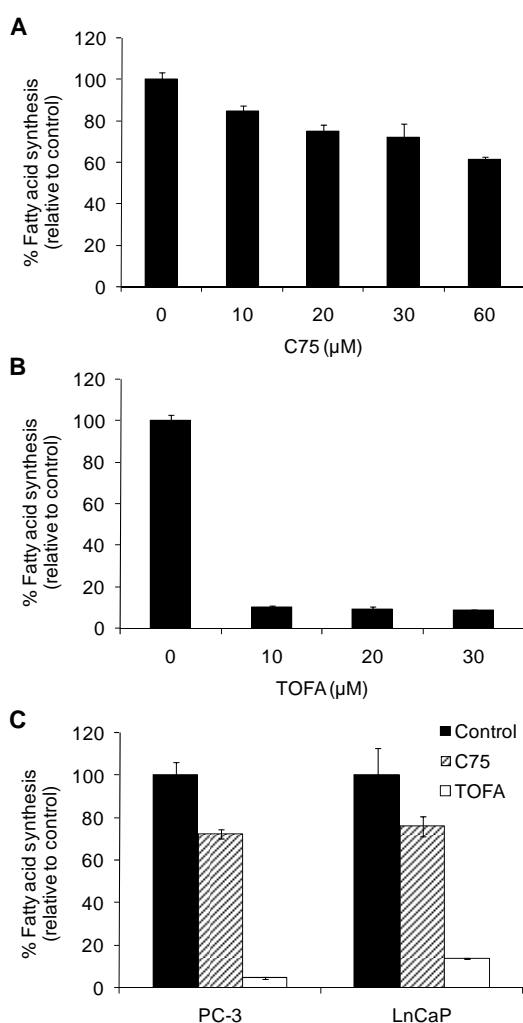 A
120
100
80
60
40
20
0
% Fatty acid synthesis
(relative to control)
0 10 20 30 60
C75 (µM)
B
120
100
80
60
40
20
0
% Fatty acid synthesis
(relative to control)
0 10 20 30
TOFA (µM)
C
120
100
80
60
40
20
0
% Fatty acid synthesis
(relative to control)
Control
C75
TOFA
PC-3 LnCaP